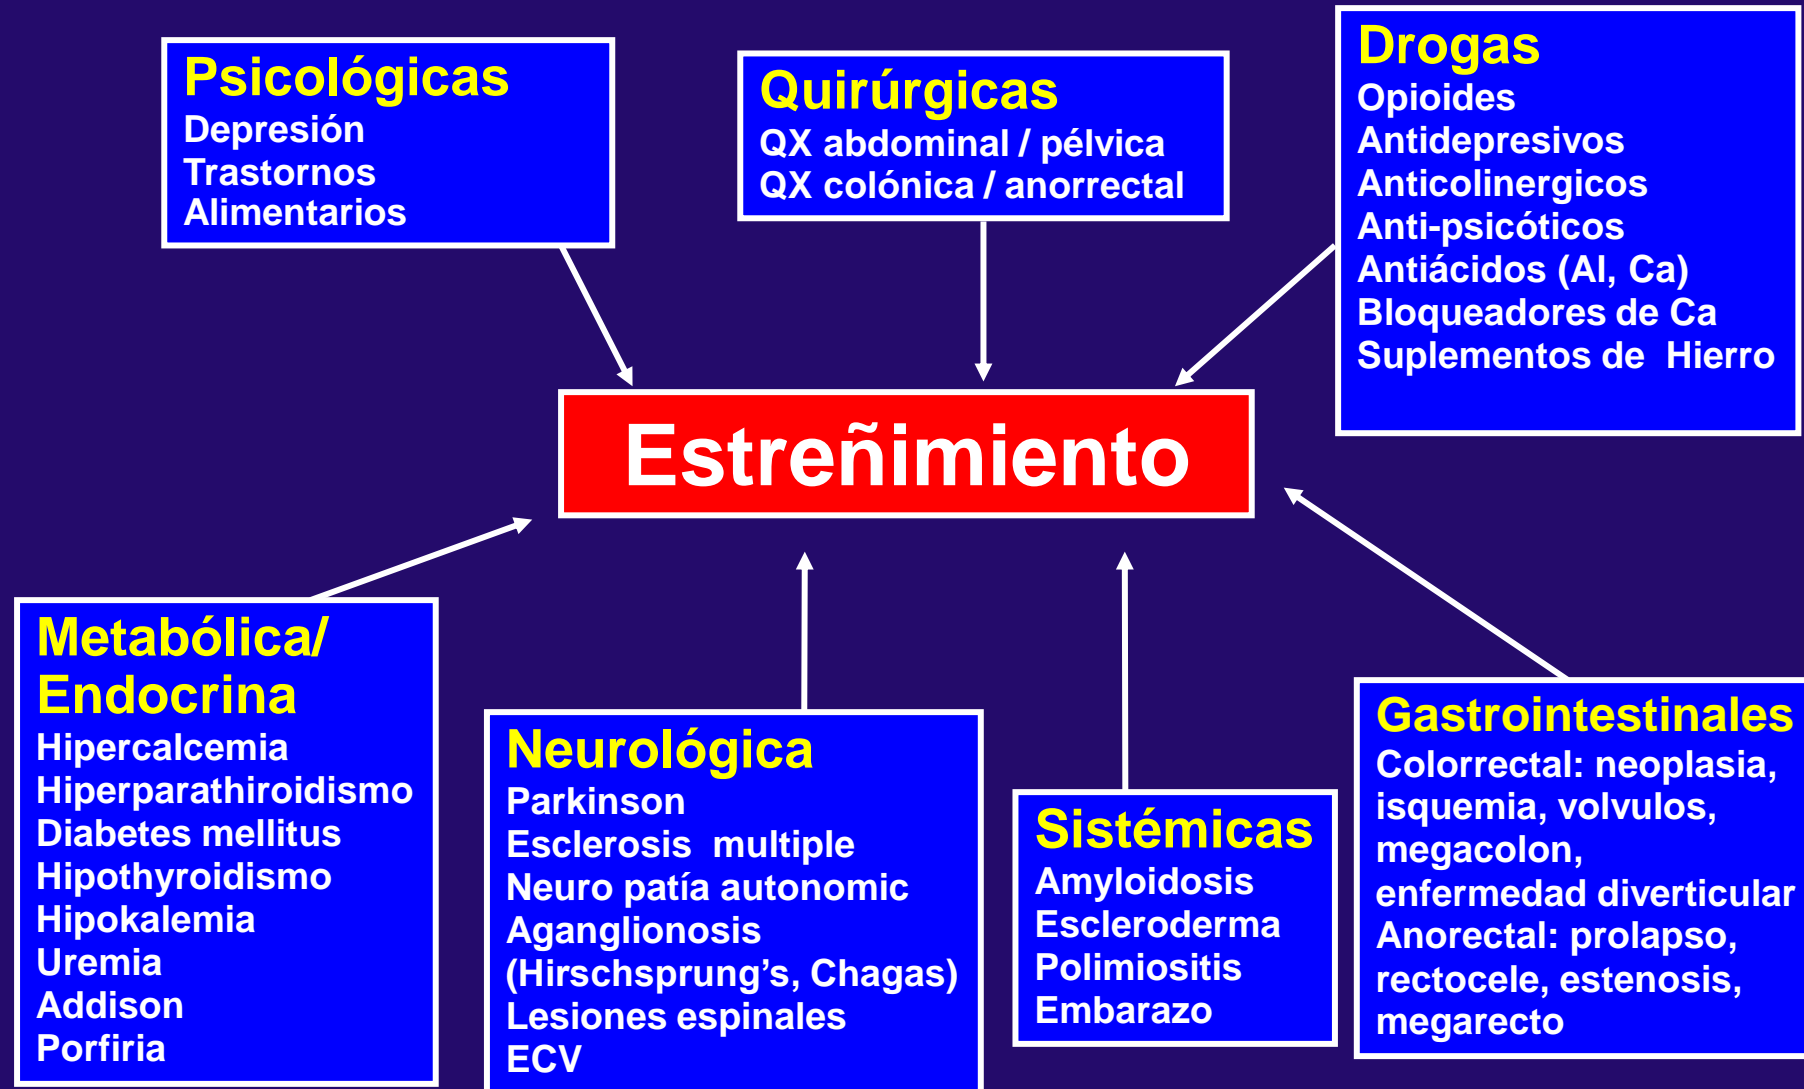 Psicológicas
Depresión
Trastornos
Alimentarios
Quirúrgicas
QX abdominal / pélvica
QX colónica / anorrectal
Drogas
Opioides
Antidepresivos
Anticolinergicos
Anti-psicóticos
Antiácidos (Al, Ca)
Bloqueadores de Ca
Suplementos de Hierro
Estreñimiento
Metabólica/
Endocrina
Hipercalcemia
Hiperparathiroidismo
Diabetes mellitus
Hipothyroidismo
Hipokalemia
Uremia
Addison
Porfiria
Neurológica
Parkinson
Esclerosis multiple
Neuro patía autonomic
Aganglionosis
(Hirschsprung’s, Chagas)
Lesiones espinales
ECV
Sistémicas
Amyloidosis
Escleroderma
Polimiositis
Embarazo
Gastrointestinales
Colorrectal: neoplasia,
isquemia, volvulos,
megacolon,
enfermedad diverticular
Anorectal: prolapso,
rectocele, estenosis,
megarecto